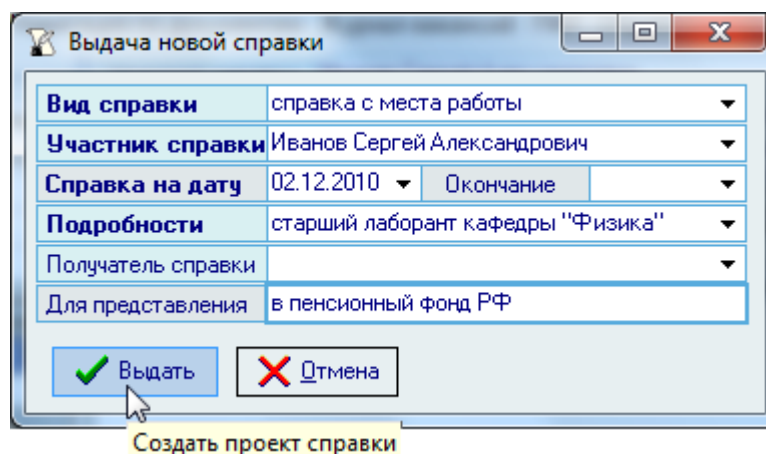 Выдача новой справки
Вид справки справка с места работы
Участник справки Иванов Сергей Александрович
Справка на дату 02.12.2010 Окончание
Подробности старший лаборант кафедры "Физика"
Получатель справки
Для представления в пенсионный фонд РФ
Выдать Отмена
Создать проект справки